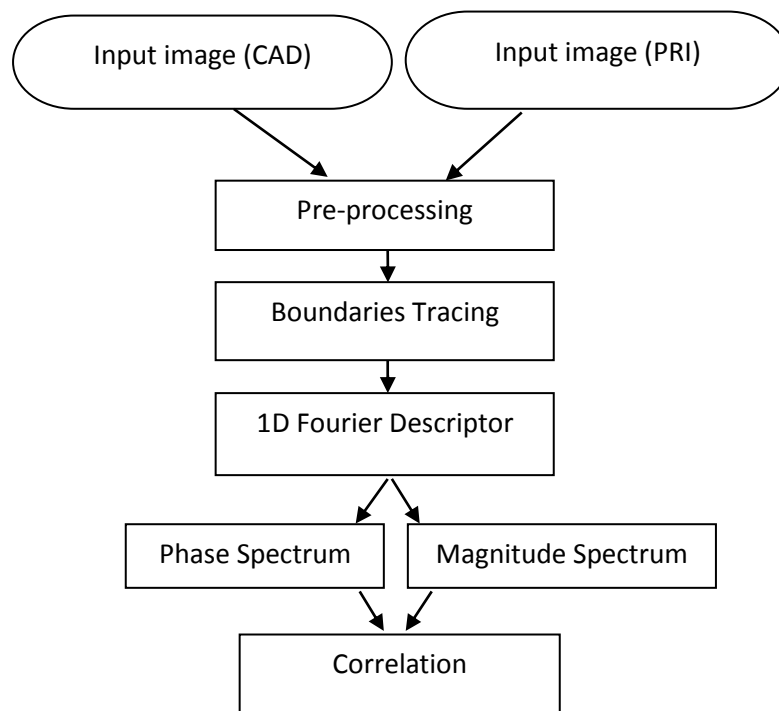 Input image (CAD)
Input image (PRI)
Pre-processing
Boundaries Tracing
1D Fourier Descriptor
Phase Spectrum
Magnitude Spectrum
Correlation